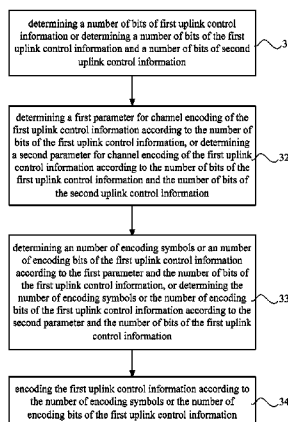 determining a number of bits of first uplink control
information or determining a number of bits of the first
uplink control information and a number of bits of second
uplink control information
3
determining a first parameter for channel encoding of the
first uplink control information according to the number of
bits of the first uplink control information, or determining
a second parameter for channel encoding of the first uplink
control information according to the number of bits of the
first uplink control information and the number of bits of
the second uplink control information
32
determining an number of encoding symbols or an number
of encoding bits of the first uplink control information
according to the first parameter and the number of bits of
the first uplink control information, or determining the
number of encoding symbols or the number of encoding
bits of the first uplink control information according to the
second parameter and the number of bits of the first uplink
control information
33
encoding the first uplink control information according to
the number of encoding symbols or the number of
encoding bits of the first uplink control information
34